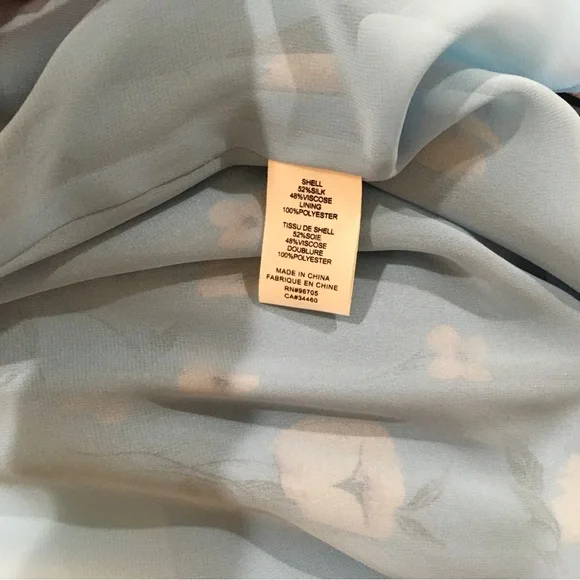 SHELL
52%SILK
48%VISCOSE
LINING
100%POLYESTER
TISSU DE SHELL
52%SOIE
48%VISCOSE
DOUBLURE
100%POLYESTER
MADE IN CHINA
FABRIQUE EN CHINE
RN#96705
CA#34460